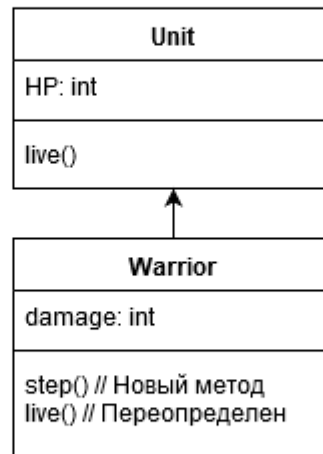 Unit
HP: int
live()
Warrior
damage: int
step() // Новый метод
live() // Переопределен